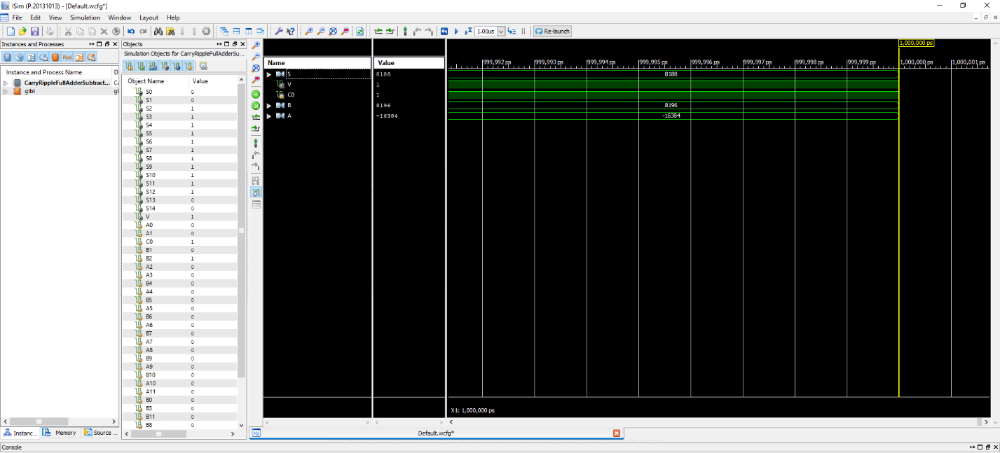 ISim (P.20131013) - [Default.wcfg*]
File Edit View Simulation Window Layout Help
1.00us Re-launch
Instances and Processes
Instance and Process Name D
CarryRippleFullAdderSubtract... Ca
glbl gl
Instanc... Memory Source ...
Objects
Simulation Objects for CarryRippleFullAdderSu...
Object Name Value
S0 0
S1 0
S2 1
S3 1
S4 1
S5 1
S6 1
S7 1
S8 1
S9 1
S10 1
S11 1
S12 1
S13 0
S14 0
V 1
A0 0
A1 0
C0 1
B1 0
B2 1
A2 0
A3 0
B4 0
A4 0
B5 0
A5 0
B6 0
A6 0
B7 0
A7 0
A8 0
B9 0
A9 0
B10 0
A10 0
A11 0
B0 0
B3 0
B11 0
B8 0
Name Value
S 8188
V 1
C0 1
B 8196
A -16384
1,000,000 ps
999,992 ps 999,993 ps 999,994 ps 999,995 ps 999,996 ps 999,997 ps 999,998 ps 999,999 ps 1,000,000 ps 1,000,001 ps
8188
8196
-16384
X1: 1,000,000 ps
Default.wcfg*
Console